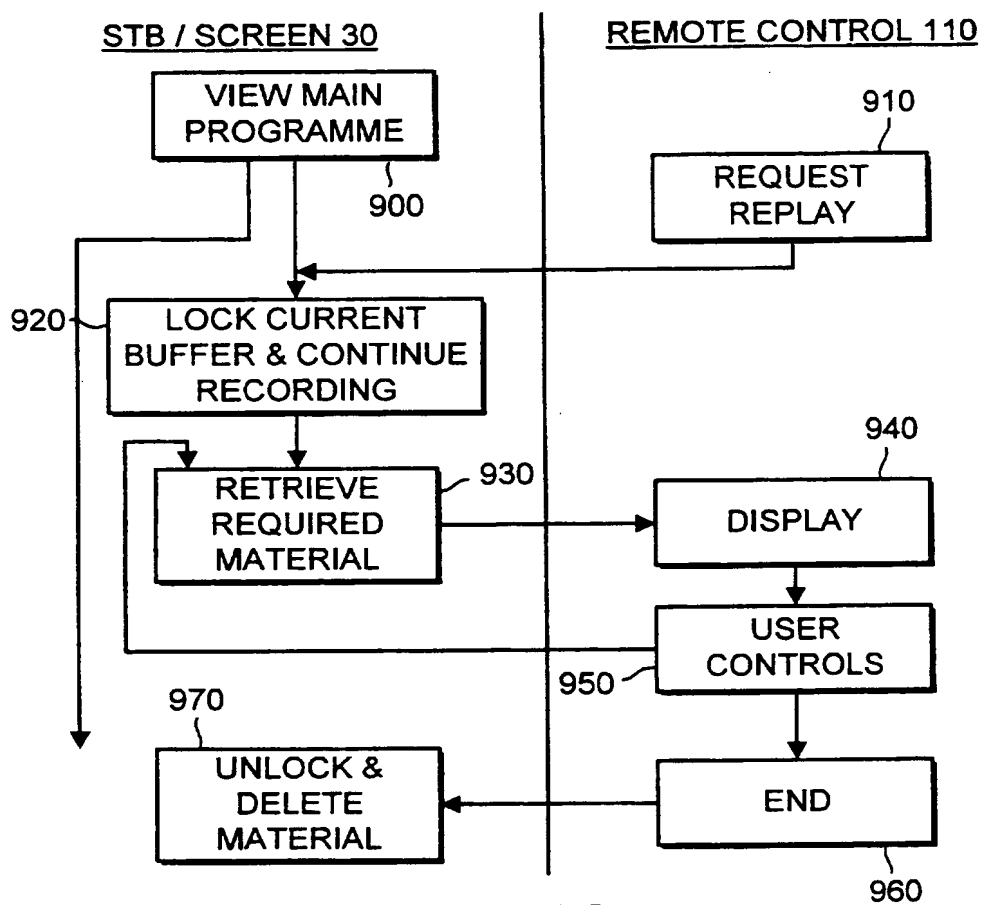 STB / SCREEN 30
REMOTE CONTROL 110
VIEW MAIN
PROGRAMME
900
910
REQUEST
REPLAY
920
LOCK CURRENT
BUFFER & CONTINUE
RECORDING
930
RETRIEVE
REQUIRED
MATERIAL
940
DISPLAY
USER
CONTROLS
950
970
UNLOCK &
DELETE
MATERIAL
END
960